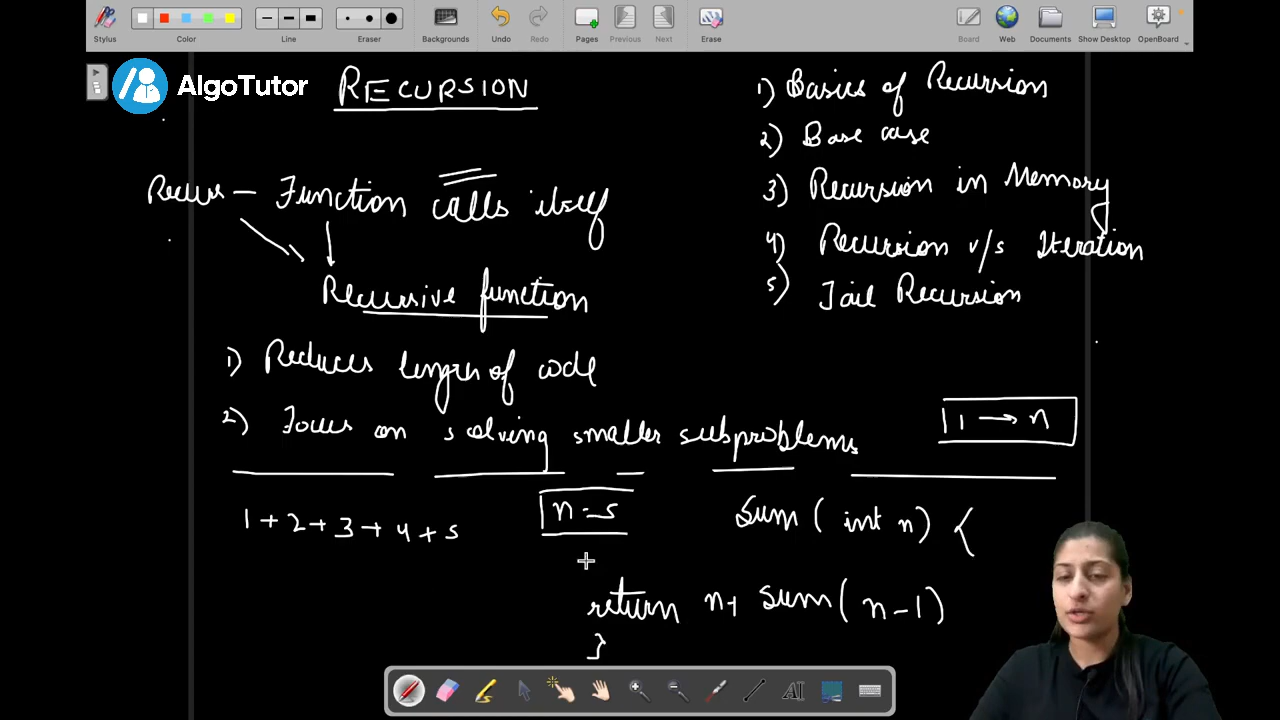 Stylus
Color
Line
Eraser
Backgrounds
Undo
Redo
Pages
Previous
Next
Erase
Board
Web
Documents
Show Desktop
OpenBoard
AlgoTutor
RECURSION
Recurse — Function calls itself
Recursive function
1) Reduces length of code
2) Focus on solving smaller subproblems
1) Basics of Recursion
2) Base case
3) Recursion in Memory
4) Recursion v/s Iteration
5) Tail Recursion
1 → n
1 + 2 + 3 + 4 + 5
n = 5
sum ( int n) {
return n + sum( n - 1)
}